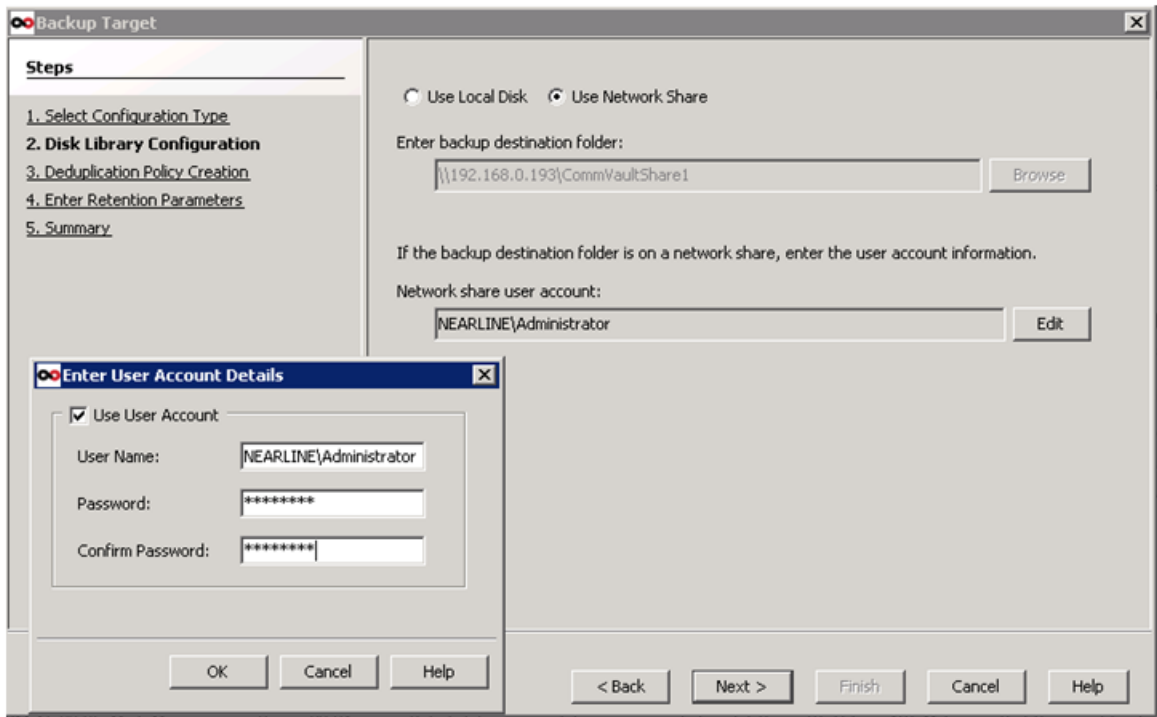 Backup Target
Steps
1. Select Configuration Type
2. Disk Library Configuration
3. Deduplication Policy Creation
4. Enter Retention Parameters
5. Summary
Use Local Disk Use Network Share
Enter backup destination folder:
\\192.168.0.193\CommVaultShare1 Browse
If the backup destination folder is on a network share, enter the user account information.
Network share user account:
NEARLINE\Administrator Edit
Enter User Account Details
Use User Account
User Name: NEARLINE\Administrator
Password: ********
Confirm Password: ********
OK Cancel Help
< Back Next > Finish Cancel Help